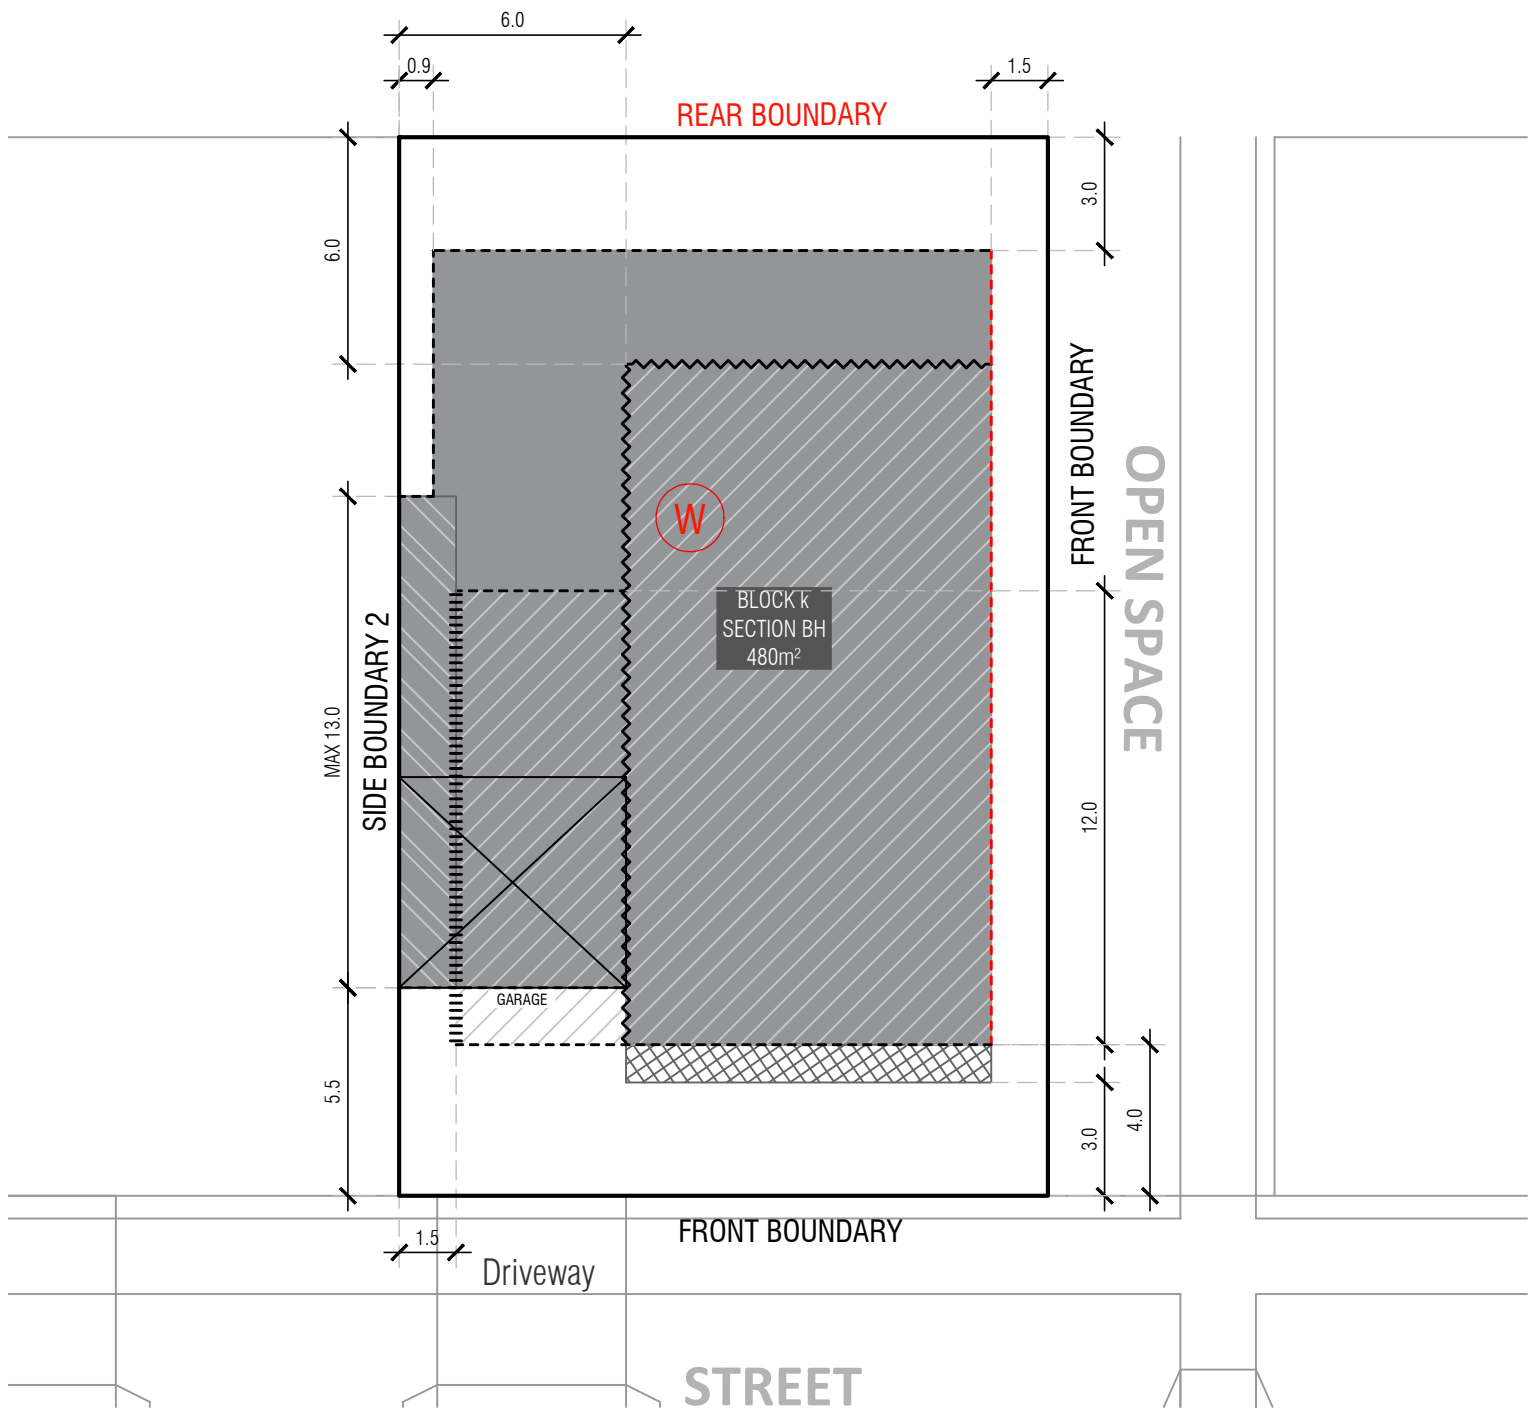 6.0
0.9
1.5
REAR BOUNDARY
3.0
6.0
FRONT BOUNDARY
OPEN SPACE
W
BLOCK k
SECTION BH
480m²
SIDE BOUNDARY 2
MAX 13.0
12.0
GARAGE
5.5
4.0
3.0
1.5
FRONT BOUNDARY
Driveway
STREET